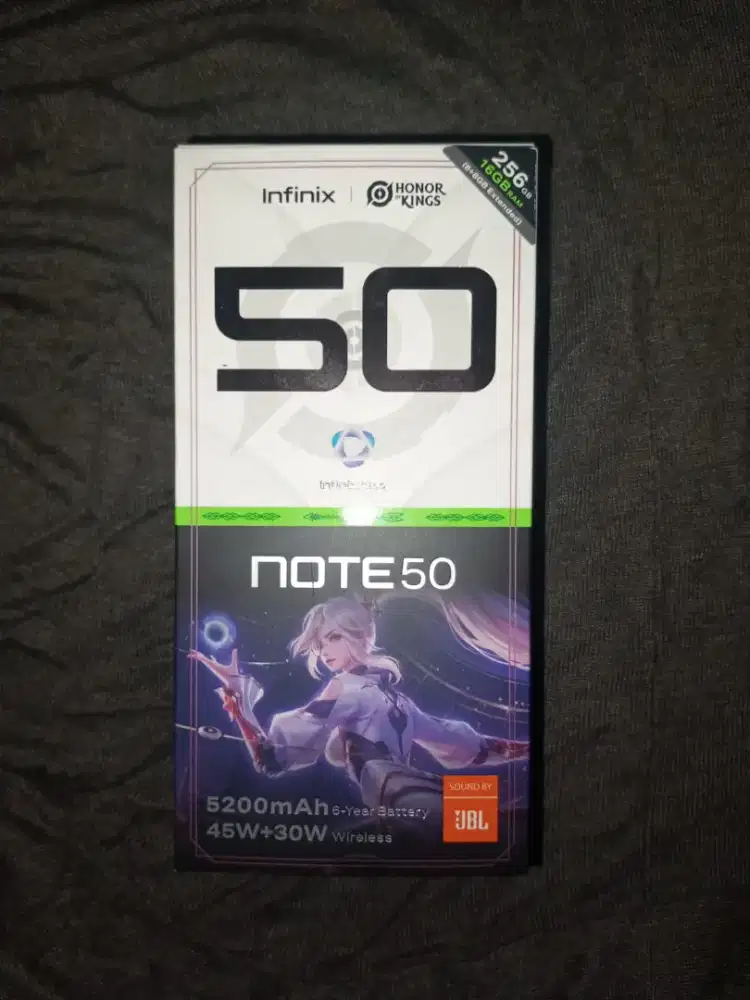 Infinix | HONOR OF KINGS
256GB
16GB RAM
(8+8GB Extended)
50
NOTE50
5200mAh 6-Year Battery
45W+30W Wireless
SOUND BY
JBL